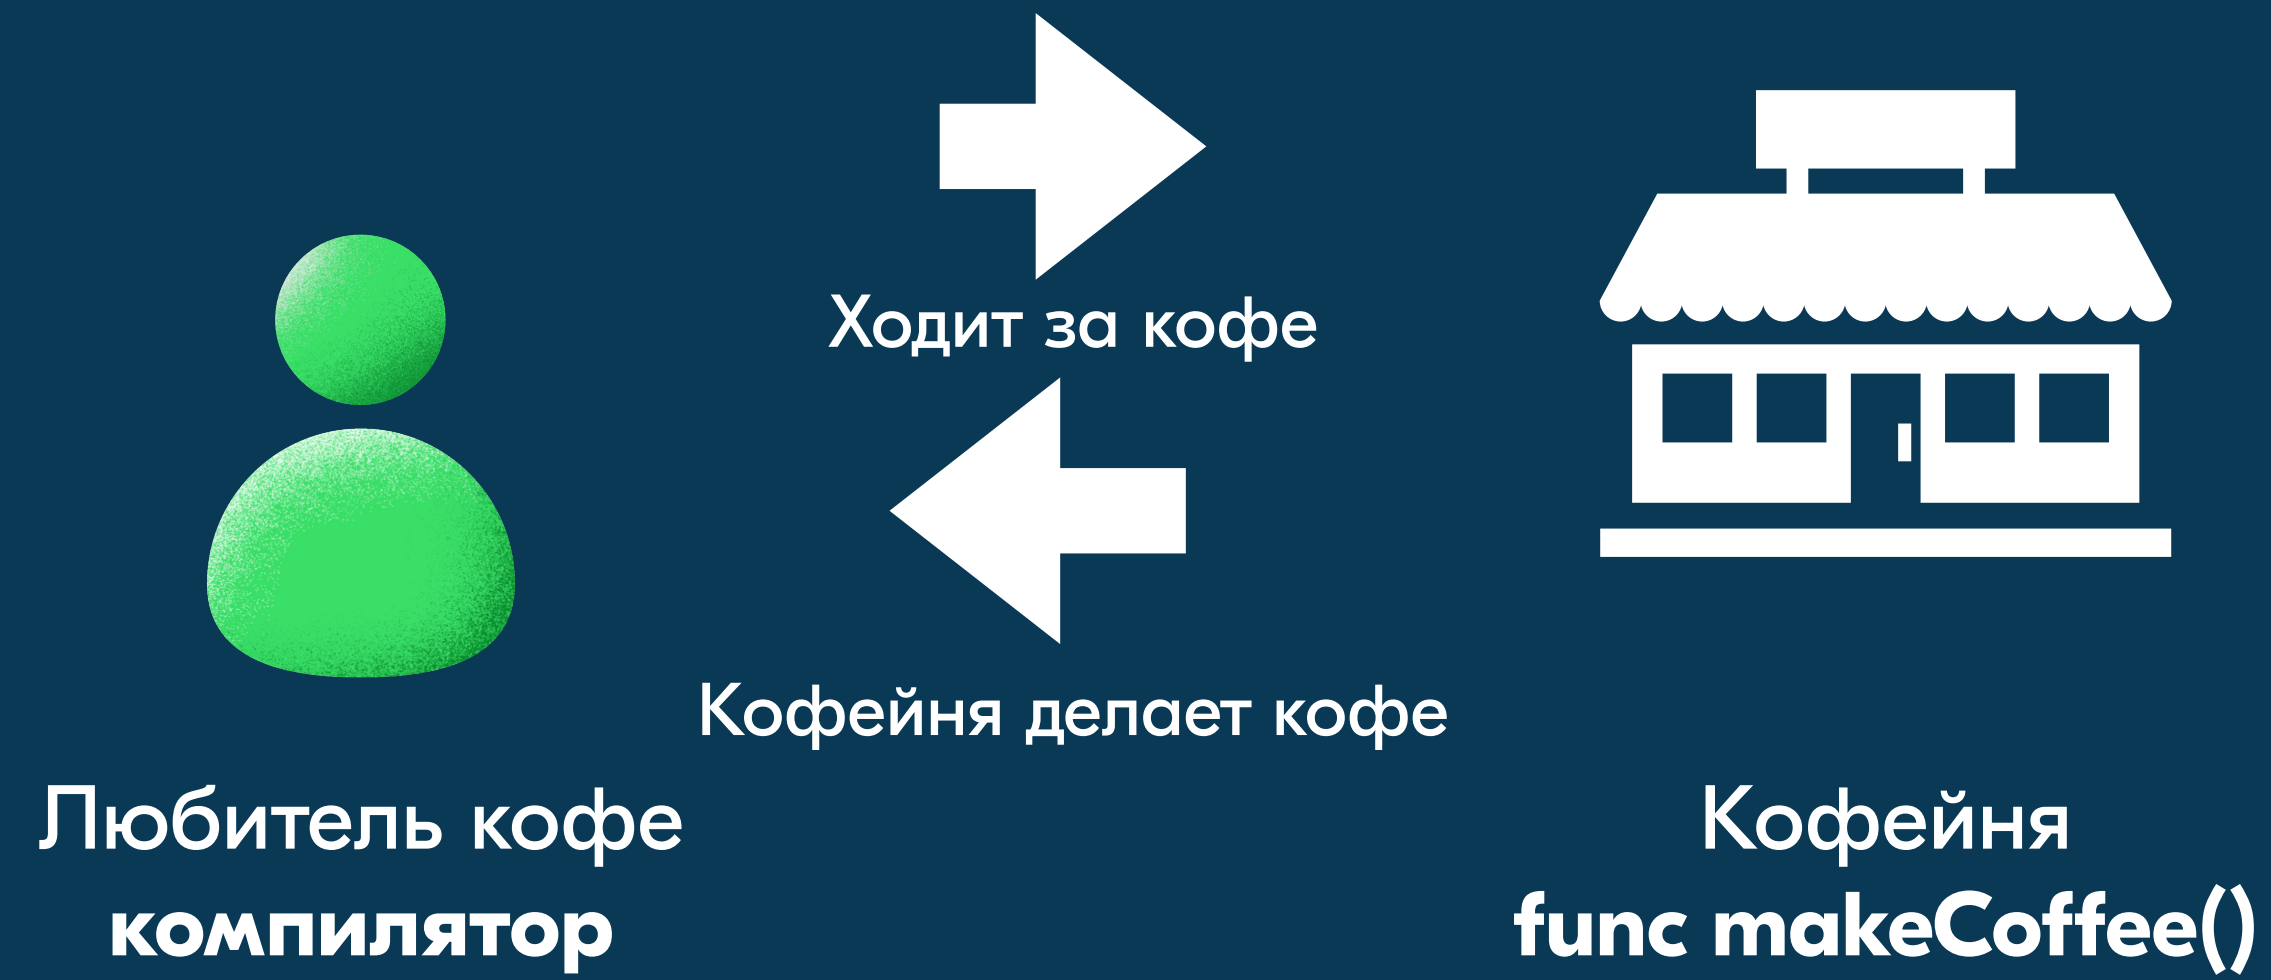 Ходит за кофе
Кофейня делает кофе
Любитель кофе
компилятор
Кофейня
func makeCoffee()